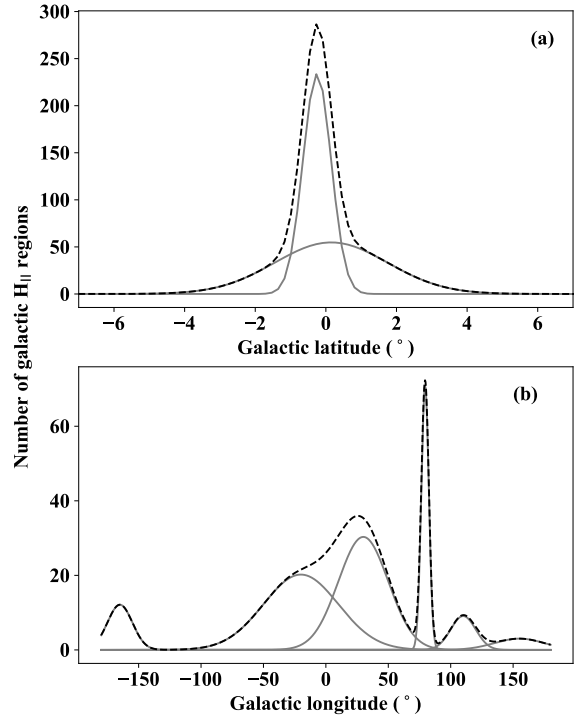 300
250
200
150
100
50
0
(a)
−6 −4 −2 0 2 4 6
Galactic latitude (°)
Number of galactic H|| regions
60
40
20
0
(b)
−150 −100 −50 0 50 100 150
Galactic longitude (°)